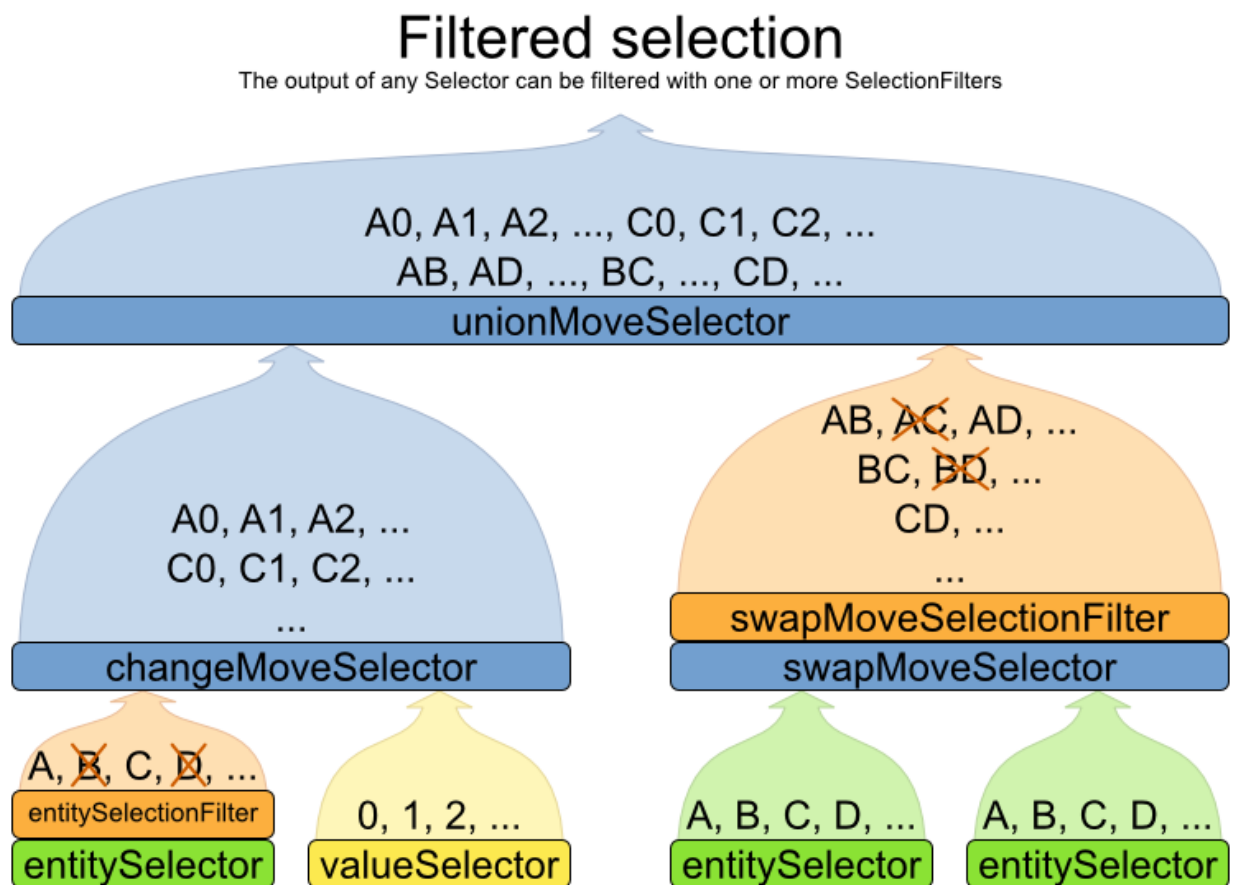 Filtered selection
The output of any Selector can be filtered with one or more SelectionFilters
A0, A1, A2, ..., C0, C1, C2, ...
AB, AD, ..., BC, ..., CD, ...
unionMoveSelector
AB, AC, AD, ...
BC, BD, ...
CD, ...
...
A0, A1, A2, ...
C0, C1, C2, ...
...
swapMoveSelectionFilter
changeMoveSelector
swapMoveSelector
A, B, C, D, ...
entitySelectionFilter
0, 1, 2, ...
A, B, C, D, ...
A, B, C, D, ...
entitySelector
valueSelector
entitySelector
entitySelector